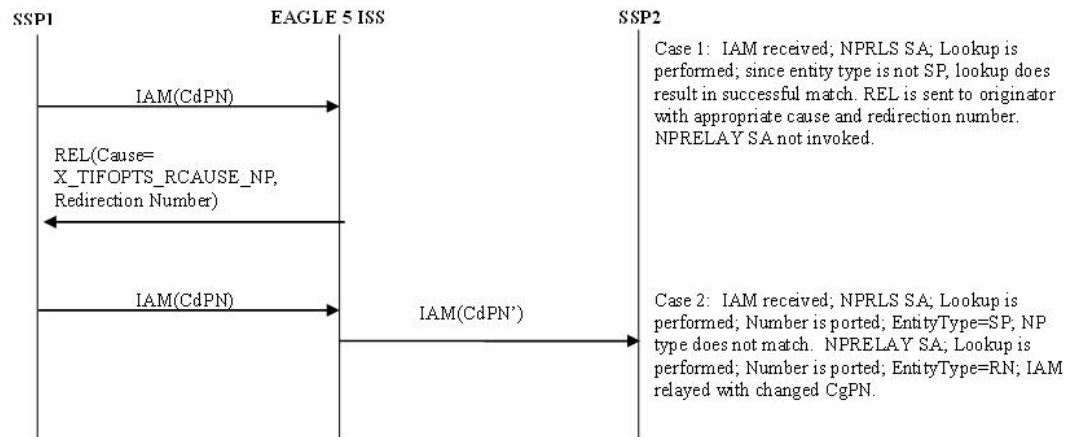 SSP1
EAGLE 5 ISS
SSP2
Case 1: IAM received; NPRLS SA; Lookup is
performed; since entity type is not SP, lookup does
result in successful match. REL is sent to originator
with appropriate cause and redirection number.
NPRELAY SA not invoked.
IAM(CdPN)
REL(Cause=
X_TIFOPTS_RCAUSE_NP,
Redirection Number)
IAM(CdPN)
IAM(CdPN’)
Case 2: IAM received; NPRLS SA; Lookup is
performed; Number is ported; EntityType=SP; NP
type does not match. NPRELAY SA; Lookup is
performed; Number is ported; EntityType=RN; IAM
relayed with changed CgPN.